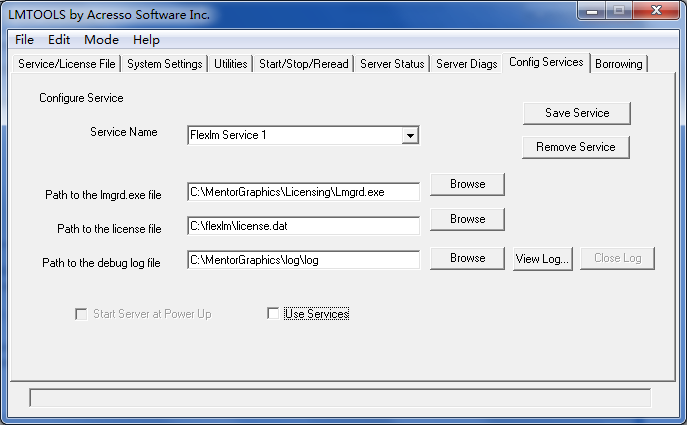 LMTOOLS by Acresso Software Inc.
File Edit Mode Help
Service/License File System Settings Utilities Start/Stop/Reread Server Status Server Diags Config Services Borrowing
Configure Service
Save Service
Service Name Flexlm Service 1
Remove Service
Path to the lmgrd.exe file C:\MentorGraphics\Licensing\Lmgrd.exe Browse
Path to the license file C:\flexlm\license.dat Browse
Path to the debug log file C:\MentorGraphics\log\log Browse View Log... Close Log
Start Server at Power Up Use Services